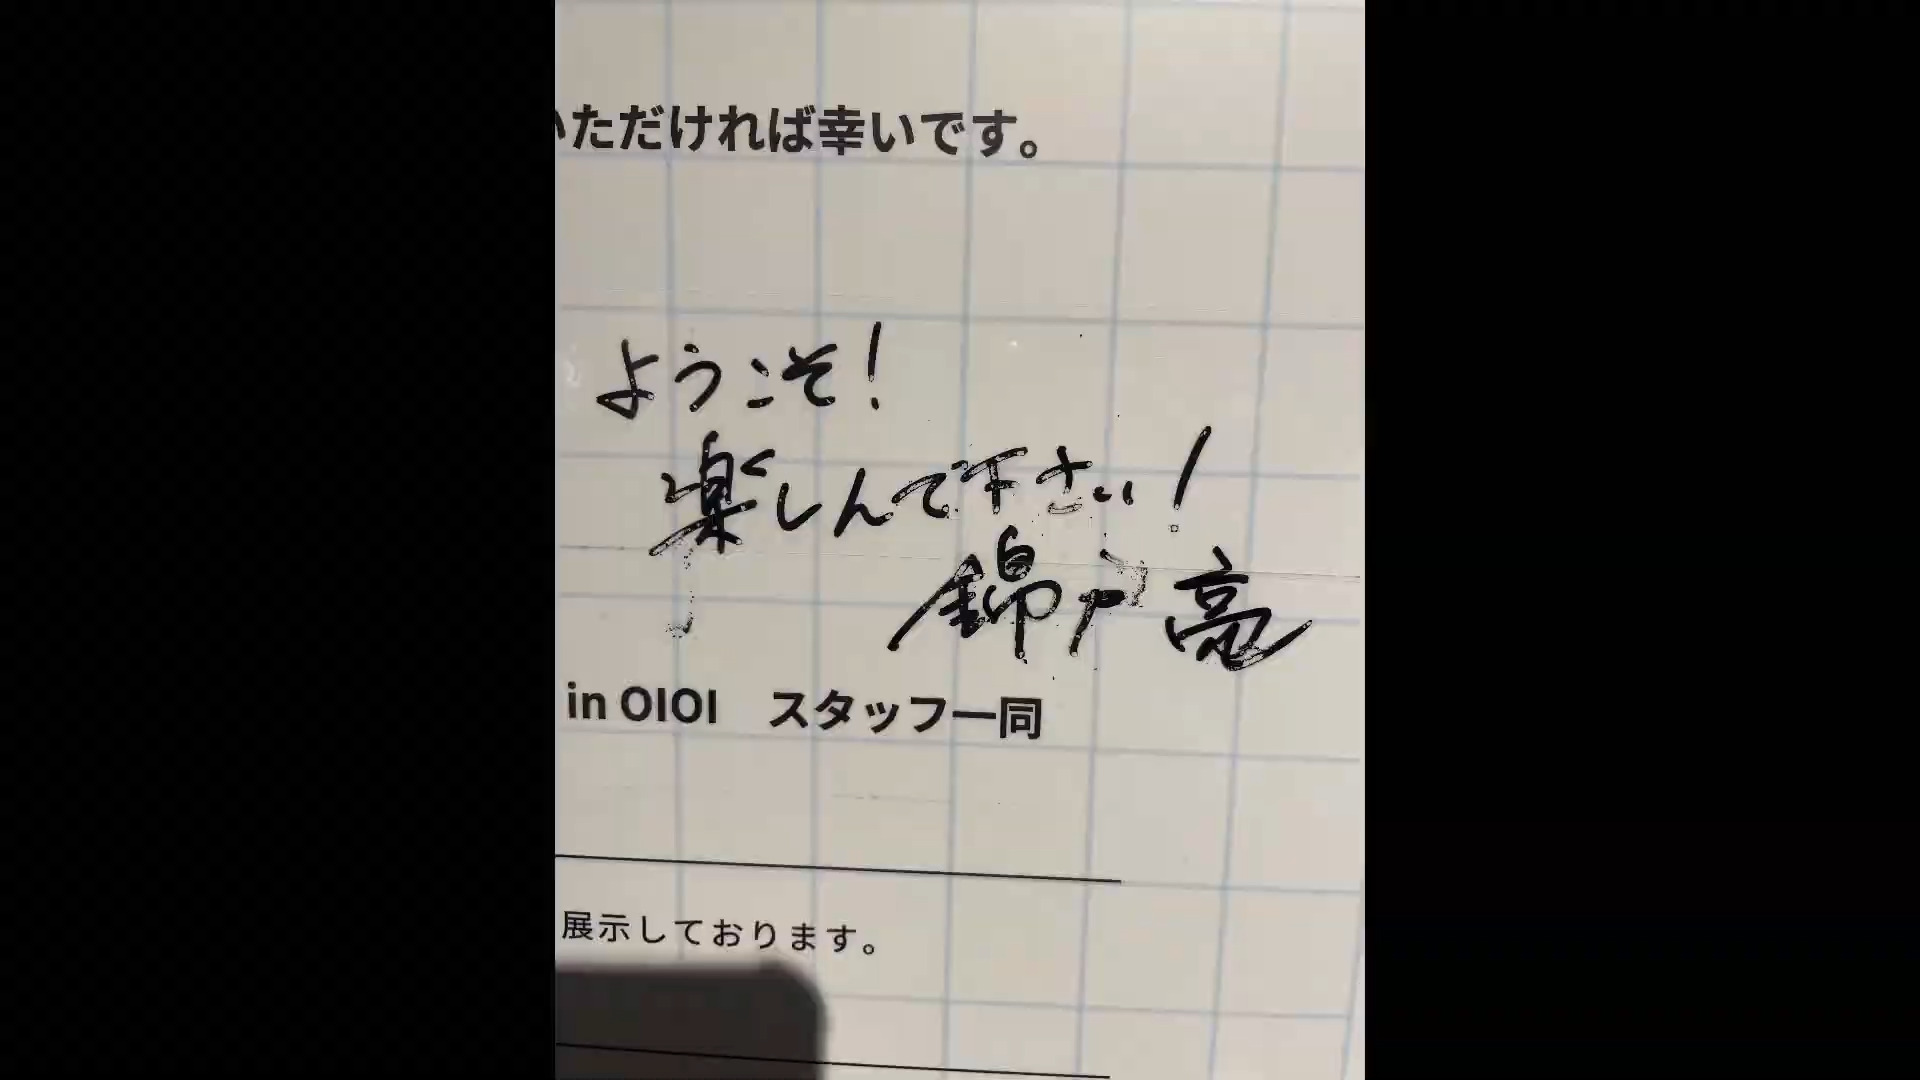 いただければ幸いです。
ようこそ!
楽しんで下さい!
錦戸亮
in OIOI スタッフ一同
展示しております。